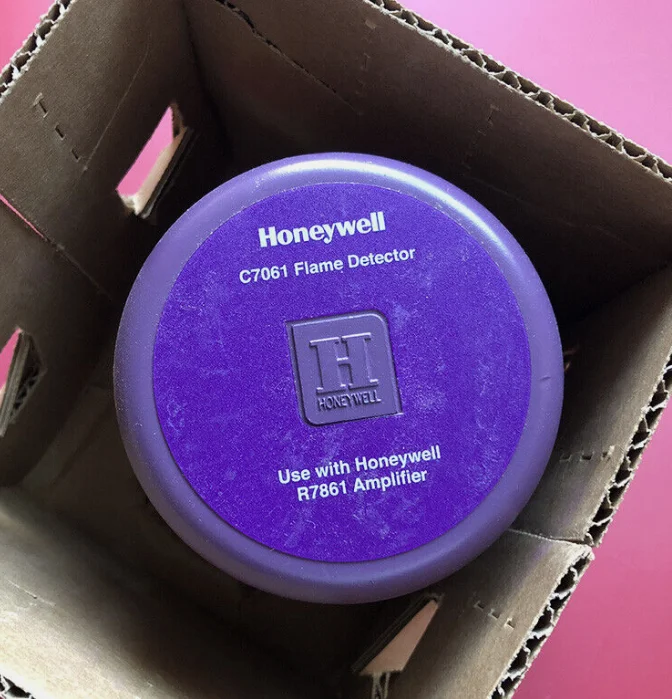 Honeywell
C7061 Flame Detector
H
HONEYWELL
Use with Honeywell
R7861 Amplifier